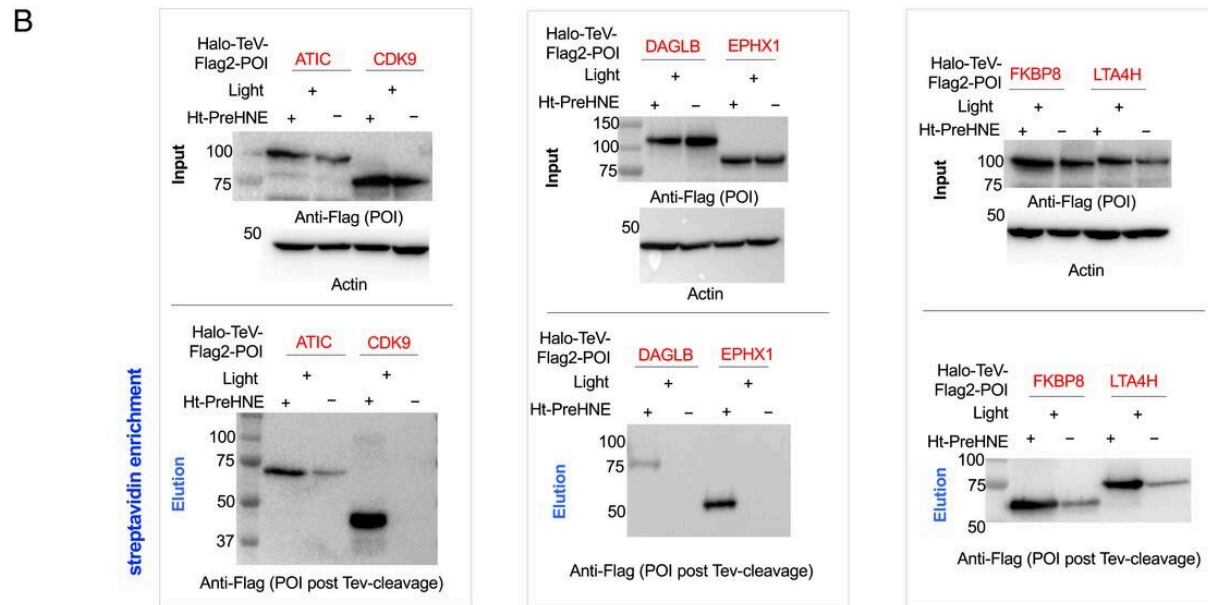 B
Halo-TeV-
Flag2-POI
ATIC CDK9
Light + +
Ht-PreHNE + − + −
Input
100
75
Anti-Flag (POI)
50
Actin
Halo-TeV-
Flag2-POI
DAGLB EPHX1
Light + +
Ht-PreHNE + − + −
Input
150
100
75
Anti-Flag (POI)
50
Actin
Halo-TeV-
Flag2-POI
FKBP8 LTA4H
Light + +
Ht-PreHNE + − + −
Input
100
75
Anti-Flag (POI)
50
Actin
streptavidin enrichment
Halo-TeV-
Flag2-POI
ATIC CDK9
Light + +
Ht-PreHNE + − + −
Elution
100
75
50
37
Anti-Flag (POI post Tev-cleavage)
Halo-TeV-
Flag2-POI
DAGLB EPHX1
Light + +
Ht-PreHNE + − + −
Elution
100
75
50
Anti-Flag (POI post Tev-cleavage)
Halo-TeV-
Flag2-POI
FKBP8 LTA4H
Light + +
Ht-PreHNE + − + −
Elution
100
75
50
Anti-Flag (POI post Tev-cleavage)